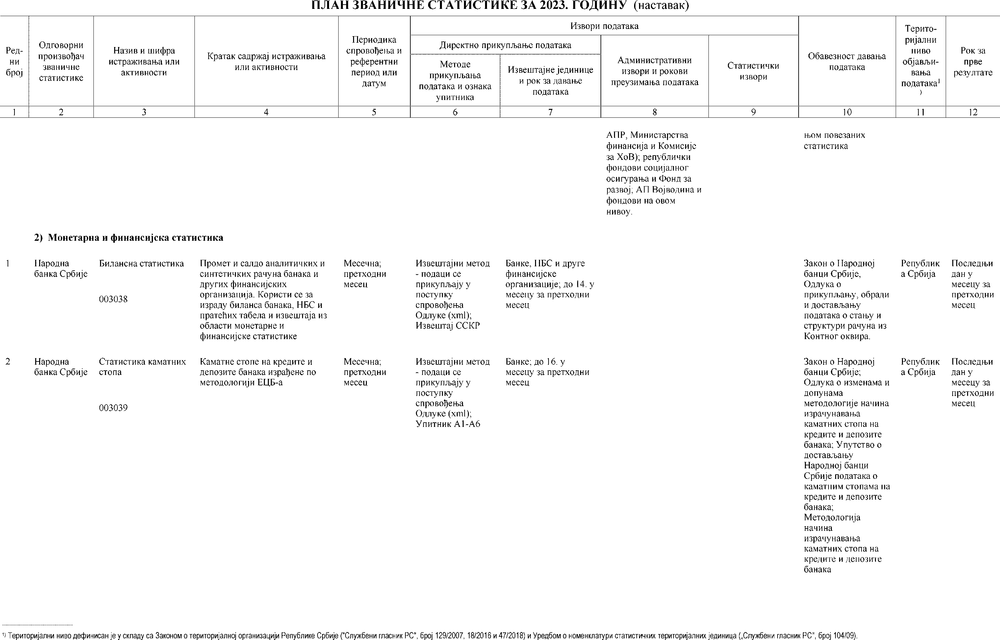 ПЛАН ЗВАНИЧНЕ СТАТИСТИКЕ ЗА 2023. ГОДИНУ (наставак)
Ред-
ни
број
Одговорни
произвођач
званичне
статистике
Назив и шифра
истраживања или
активности
Кратак садржај истраживања
или активности
Периодика
спровођења и
референтни
период или
датум
Извори података
Директно прикупљање података
Методе
прикупљања
података и ознака
упитника
Извештајне јединице
и рок за давање
података
Административни
извори и рокови
преузимања података
Статистички
извори
Обавезност давања
података
Терито-
ријални
ниво
објављи-
вања
података¹
)
Рок за
прве
резултате
1 2 3 4 5 6 7 8 9 10 11 12
АПР, Министарства
финансија и Комисије
за ХоВ); републички
фондови социјалног
осигурања и Фонд за
развој; АП Војводина и
фондови на овом
нивоу.
њом повезаних
статистика
2) Монетарна и финансијска статистика
1
Народна
банка Србије
Билансна статистика
003038
Промет и салдо аналитичких и
синтетичких рачуна банака и
других финансијских
организација. Користи се за
израду биланса банака, НБС и
пратећих табела и извештаја из
области монетарне и
финансијске статистике
Месечна;
претходни
месец
Извештајни метод
- подаци се
прикупљају у
поступку
спровођења
Одлуке (xml);
Извештај ССКР
Банке, НБС и друге
финансијске
организације; до 14. у
месецу за претходни
месец
Закон о Народној
банци Србије,
Одлука о
прикупљању, обради
и достављању
података о стању и
структури рачуна из
Контног оквира.
Републик
а Србија
Последњи
дан у
месецу за
претходни
месец
2
Народна
банка Србије
Статистика каматних
стопа
003039
Каматне стопе на кредите и
депозите банака израђене по
методологији ЕЦБ-а
Месечна;
претходни
месец
Извештајни метод
- подаци се
прикупљају у
поступку
спровођења
Одлуке (xml);
Упитник А1-А6
Банке; до 16. у
месецу за претходни
месец
Закон о Народној
банци Србије;
Одлука о изменама и
допунама
методологије начина
израчунавања
каматних стопа на
кредите и депозите
банака; Упутство о
достављању
Народној банци
Србије података о
каматним стопама на
кредите и депозите
банака;
Методологија
начина
израчунавања
каматних стопа на
кредите и депозите
банака
Републик
а Србија
Последњи
дан у
месецу за
претходни
месец
¹⁾ Територијални ниво дефинисан је у складу са Законом о територијалној организацији Републике Србије ("Службени гласник РС", број 129/2007, 18/2016 и 47/2018) и Уредбом о номенклатури статистичких територијалних јединица („Службени гласник РС", број 104/09).